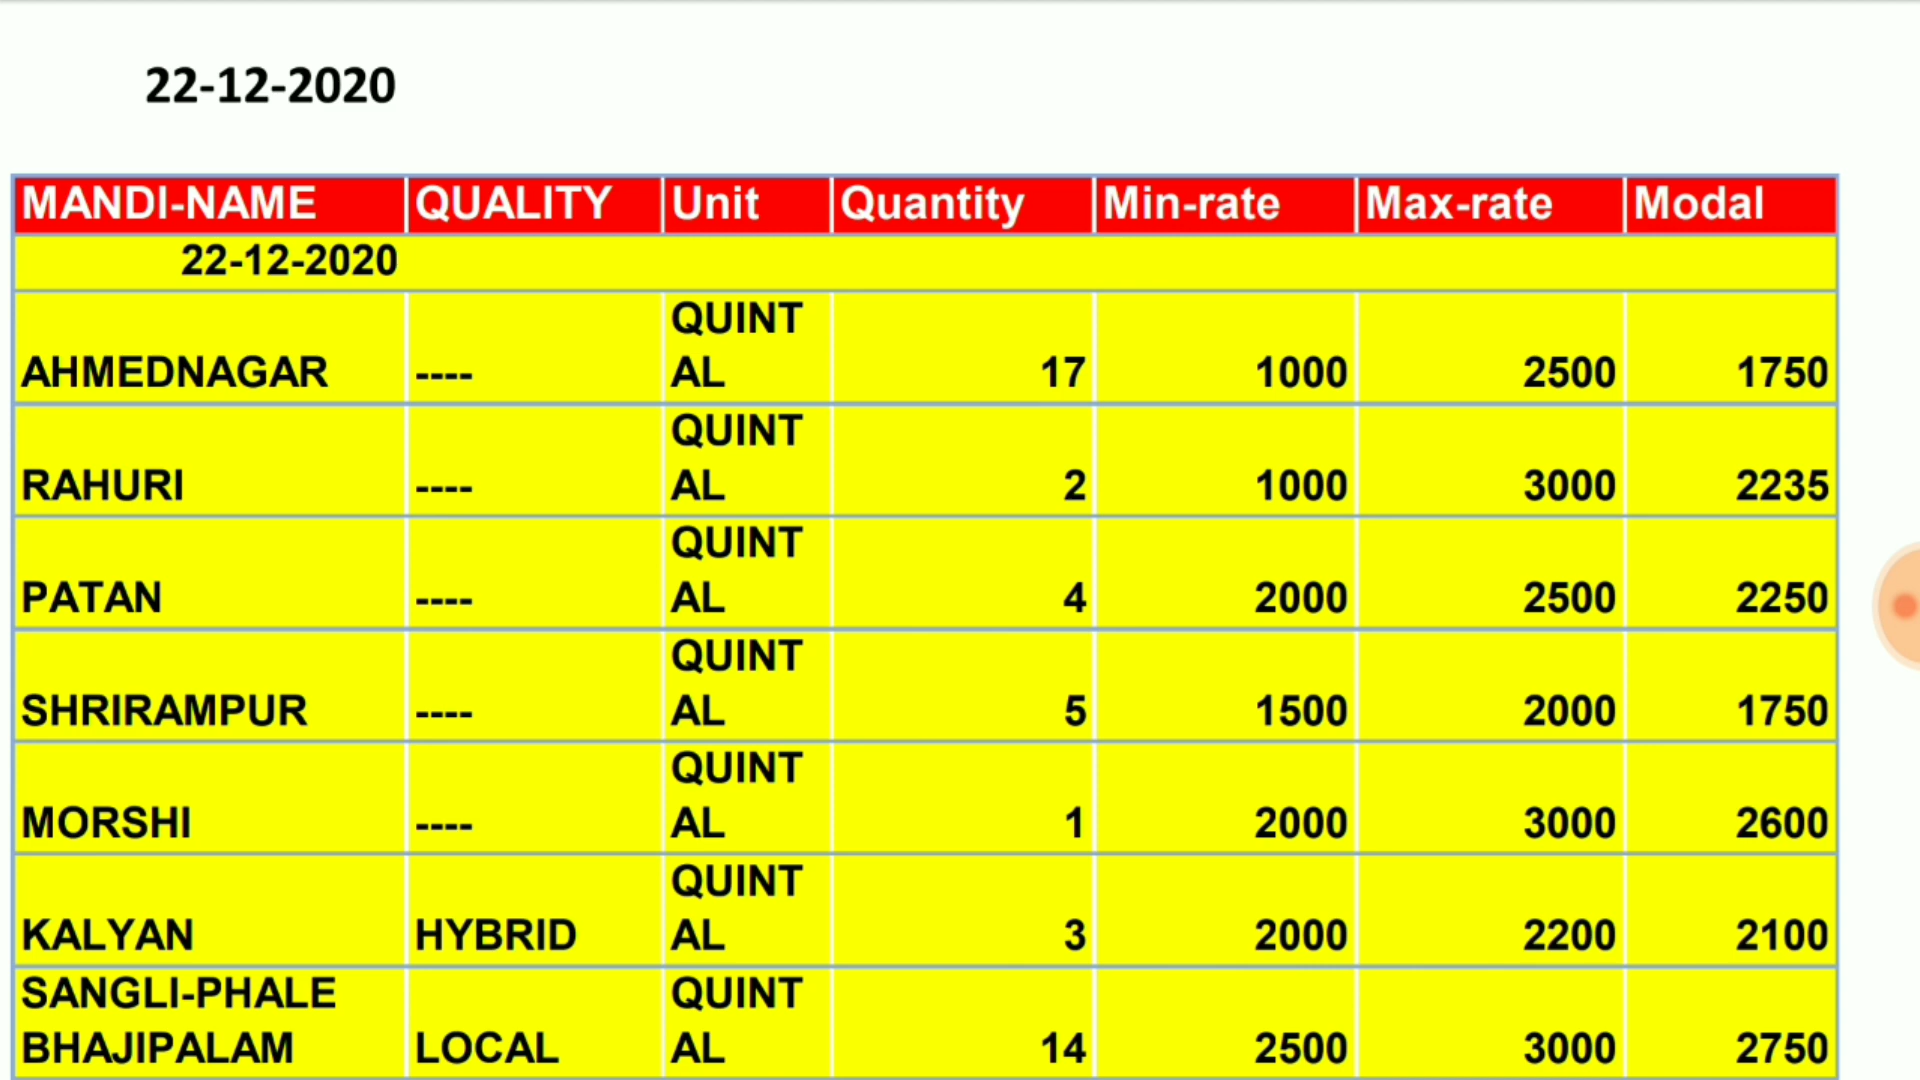 22-12-2020
MANDI-NAME QUALITY Unit Quantity Min-rate Max-rate Modal
22-12-2020
QUINT
AHMEDNAGAR ---- AL 17 1000 2500 1750
QUINT
RAHURI ---- AL 2 1000 3000 2235
QUINT
PATAN ---- AL 4 2000 2500 2250
QUINT
SHRIRAMPUR ---- AL 5 1500 2000 1750
QUINT
MORSHI ---- AL 1 2000 3000 2600
QUINT
KALYAN HYBRID AL 3 2000 2200 2100
SANGLI-PHALE QUINT
BHAJIPALAM LOCAL AL 14 2500 3000 2750